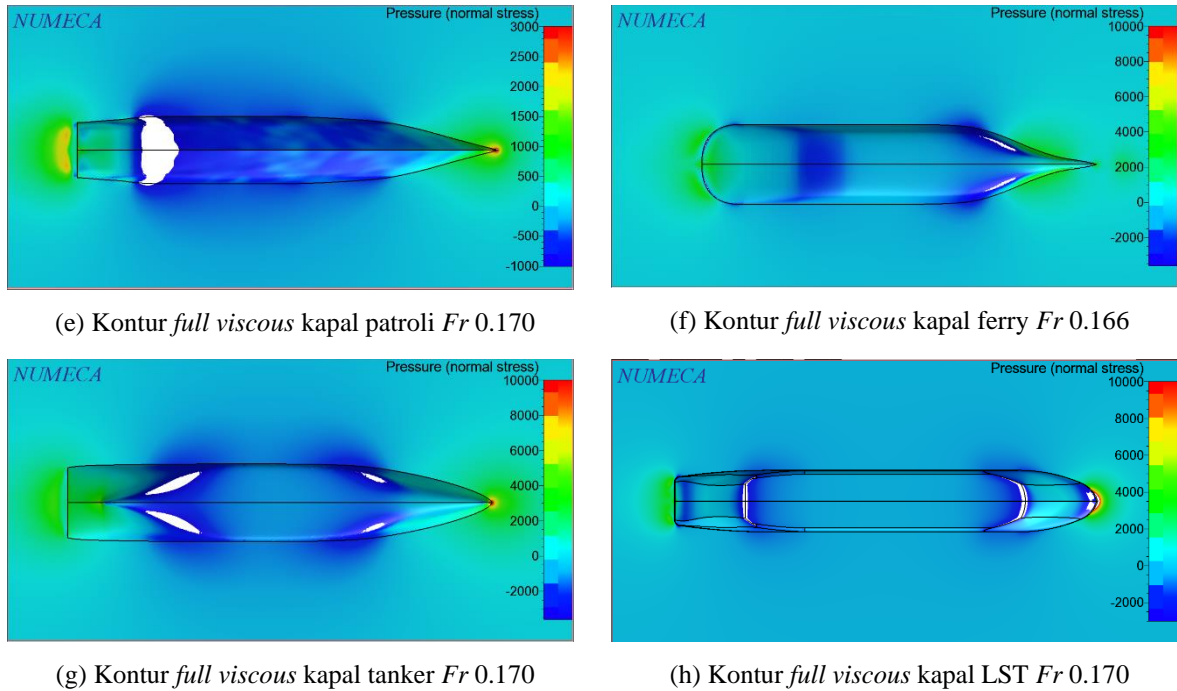 NUMECA
Pressure (normal stress)
3000
2500
2000
1500
1000
500
0
-500
-1000
(e) Kontur full viscous kapal patroli Fr 0.170
NUMECA
Pressure (normal stress)
10000
8000
6000
4000
2000
0
-2000
(f) Kontur full viscous kapal ferry Fr 0.166
NUMECA
Pressure (normal stress)
10000
8000
6000
4000
2000
0
-2000
(g) Kontur full viscous kapal tanker Fr 0.170
NUMECA
Pressure (normal stress)
10000
8000
6000
4000
2000
0
-2000
(h) Kontur full viscous kapal LST Fr 0.170